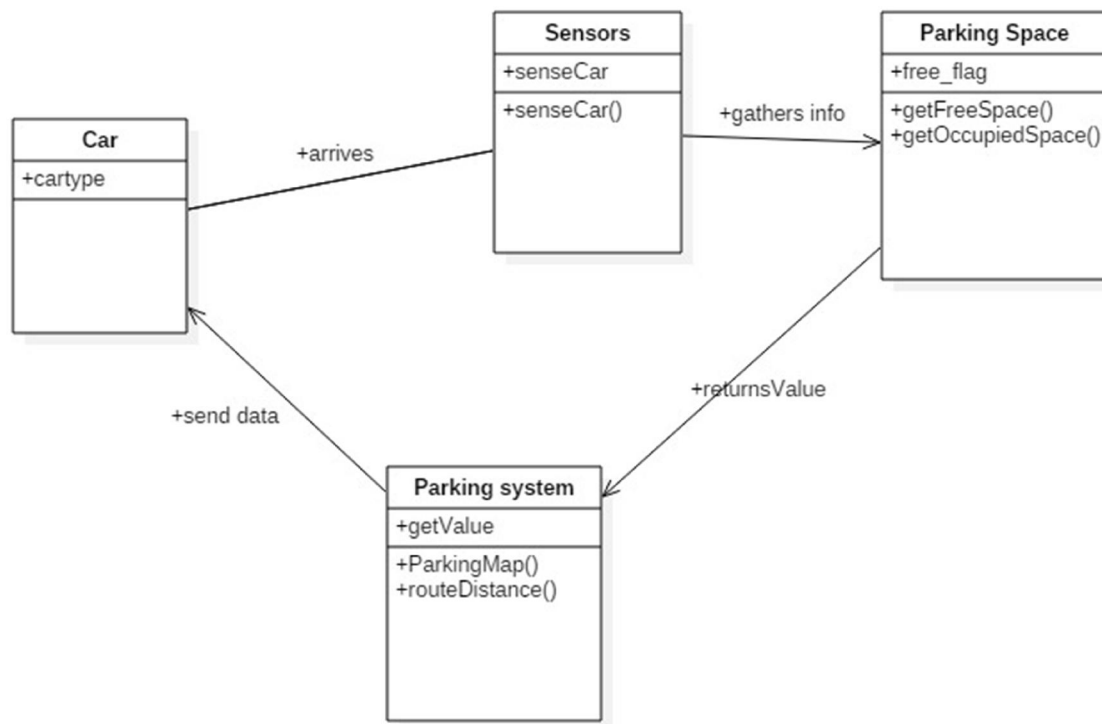 Sensors
+senseCar
+senseCar()
Parking Space
+free_flag
+getFreeSpace()
+getOccupiedSpace()
+gathers info
Car
+cartype
+arrives
+returnsValue
+send data
Parking system
+getValue
+ParkingMap()
+routeDistance()